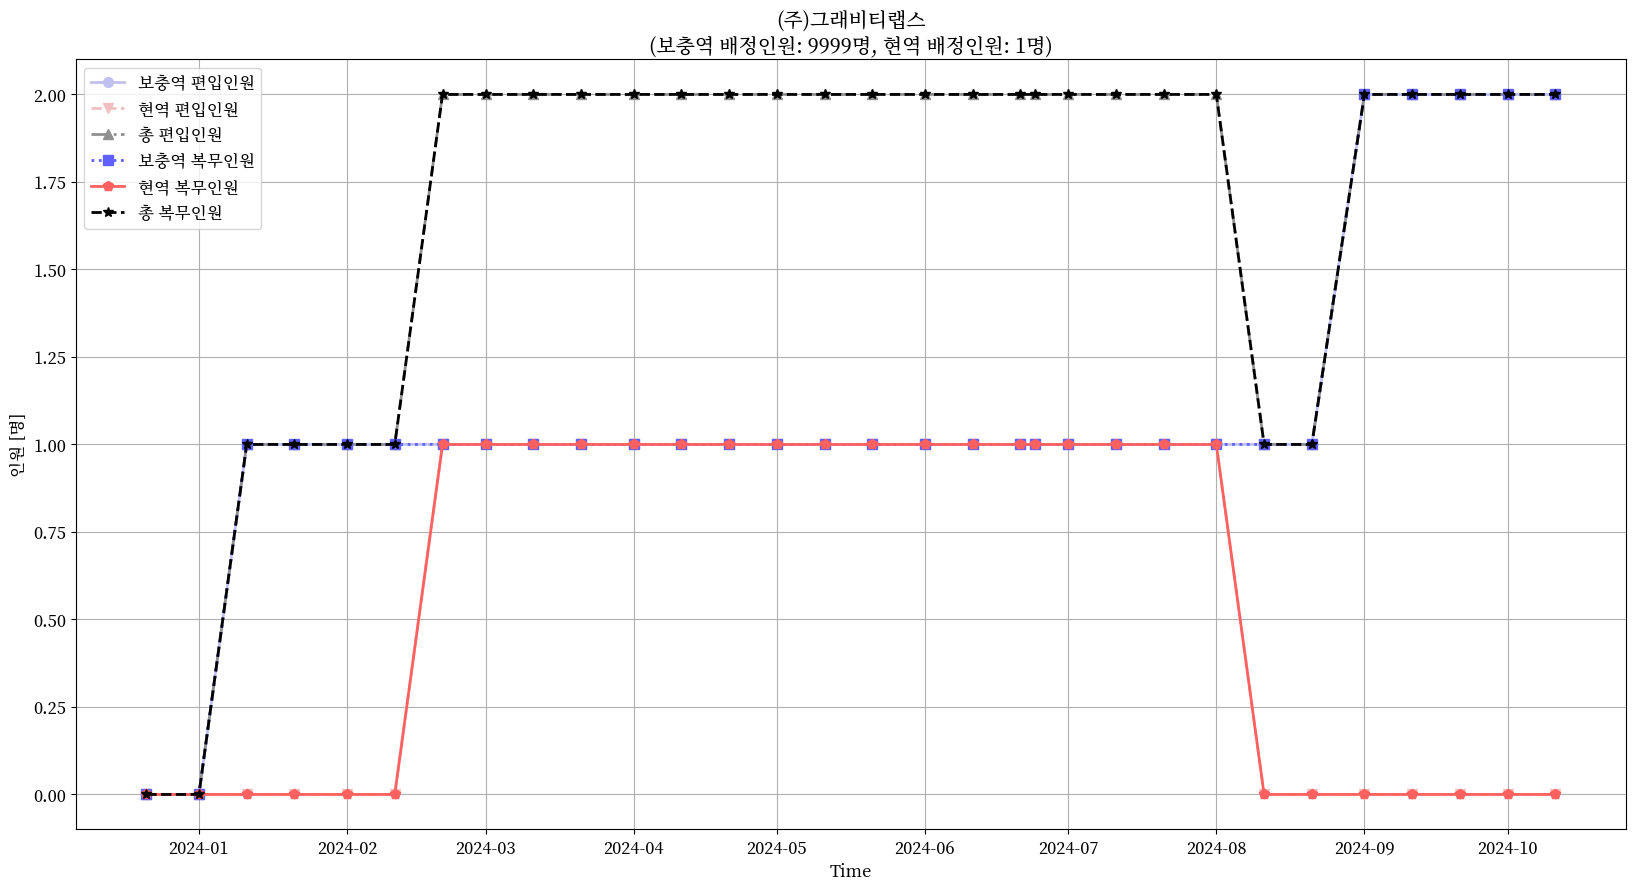 (주)그래비티랩스
(보충역 배정인원: 9999명, 현역 배정인원: 1명)
보충역 편입인원
현역 편입인원
총 편입인원
보충역 복무인원
현역 복무인원
총 복무인원
2.00
1.75
1.50
1.25
1.00
0.75
0.50
0.25
0.00
인원 [명]
2024-01 2024-02 2024-03 2024-04 2024-05 2024-06 2024-07 2024-08 2024-09 2024-10
Time